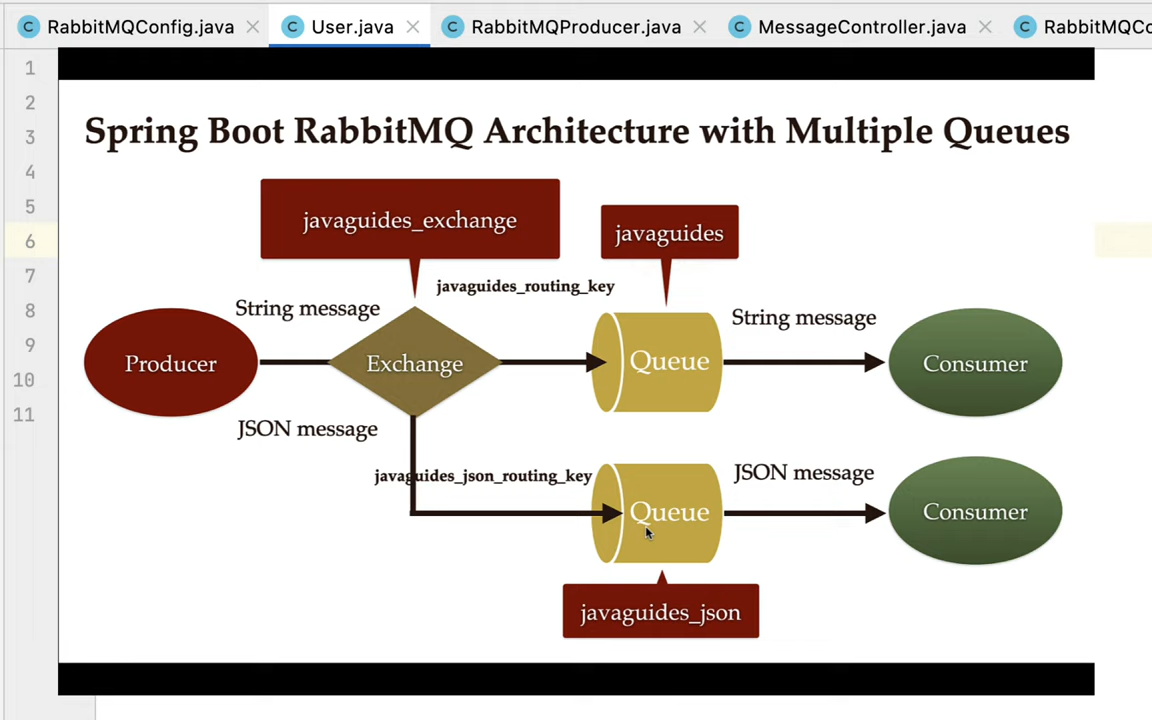 RabbitMQConfig.java
User.java
RabbitMQProducer.java
MessageController.java
RabbitMQCo
1
2
3
4
5
6
7
8
9
10
11
Spring Boot RabbitMQ Architecture with Multiple Queues
javaguides_exchange
javaguides
javaguides_routing_key
String message
String message
Producer
Exchange
Queue
Consumer
JSON message
javaguides_json_routing_key
JSON message
Queue
Consumer
javaguides_json